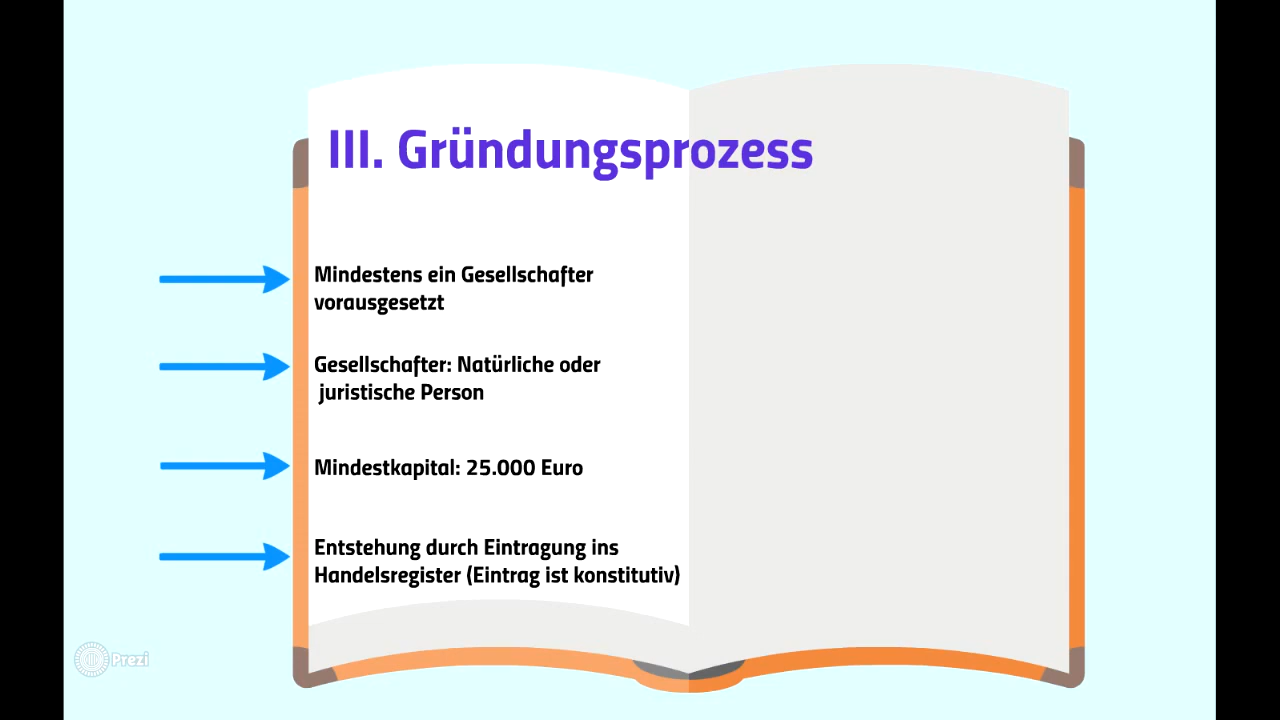 III. Gründungsprozess
Mindestens ein Gesellschafter
vorausgesetzt
Gesellschafter: Natürliche oder
juristische Person
Mindestkapital: 25.000 Euro
Entstehung durch Eintragung ins
Handelsregister (Eintrag ist konstitutiv)
Prezi